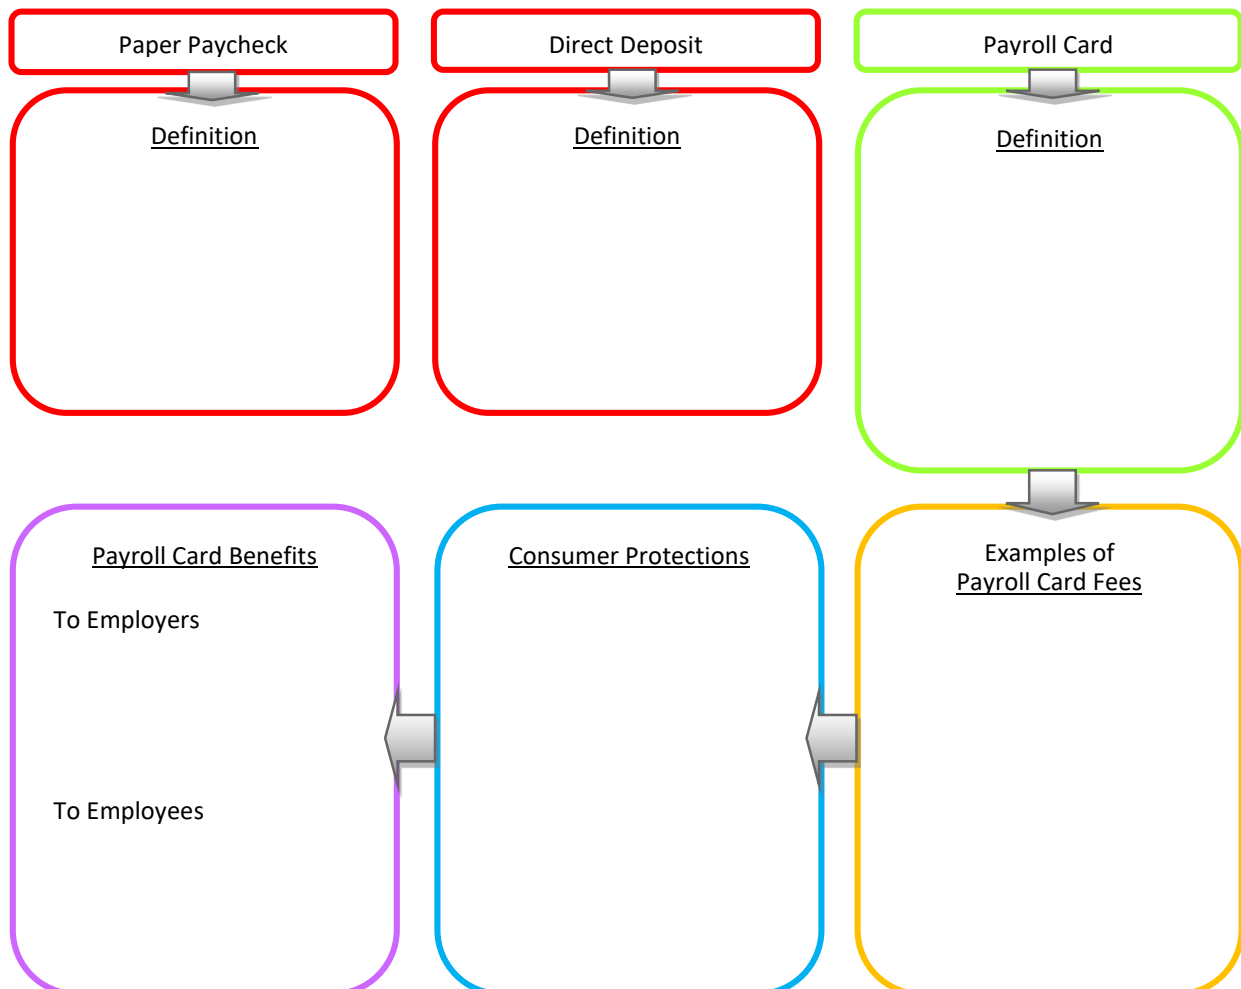 Paper Paycheck
Direct Deposit
Payroll Card
Definition
Definition
Definition
Payroll Card Benefits
To Employers
To Employees
Consumer Protections
Examples of
Payroll Card Fees